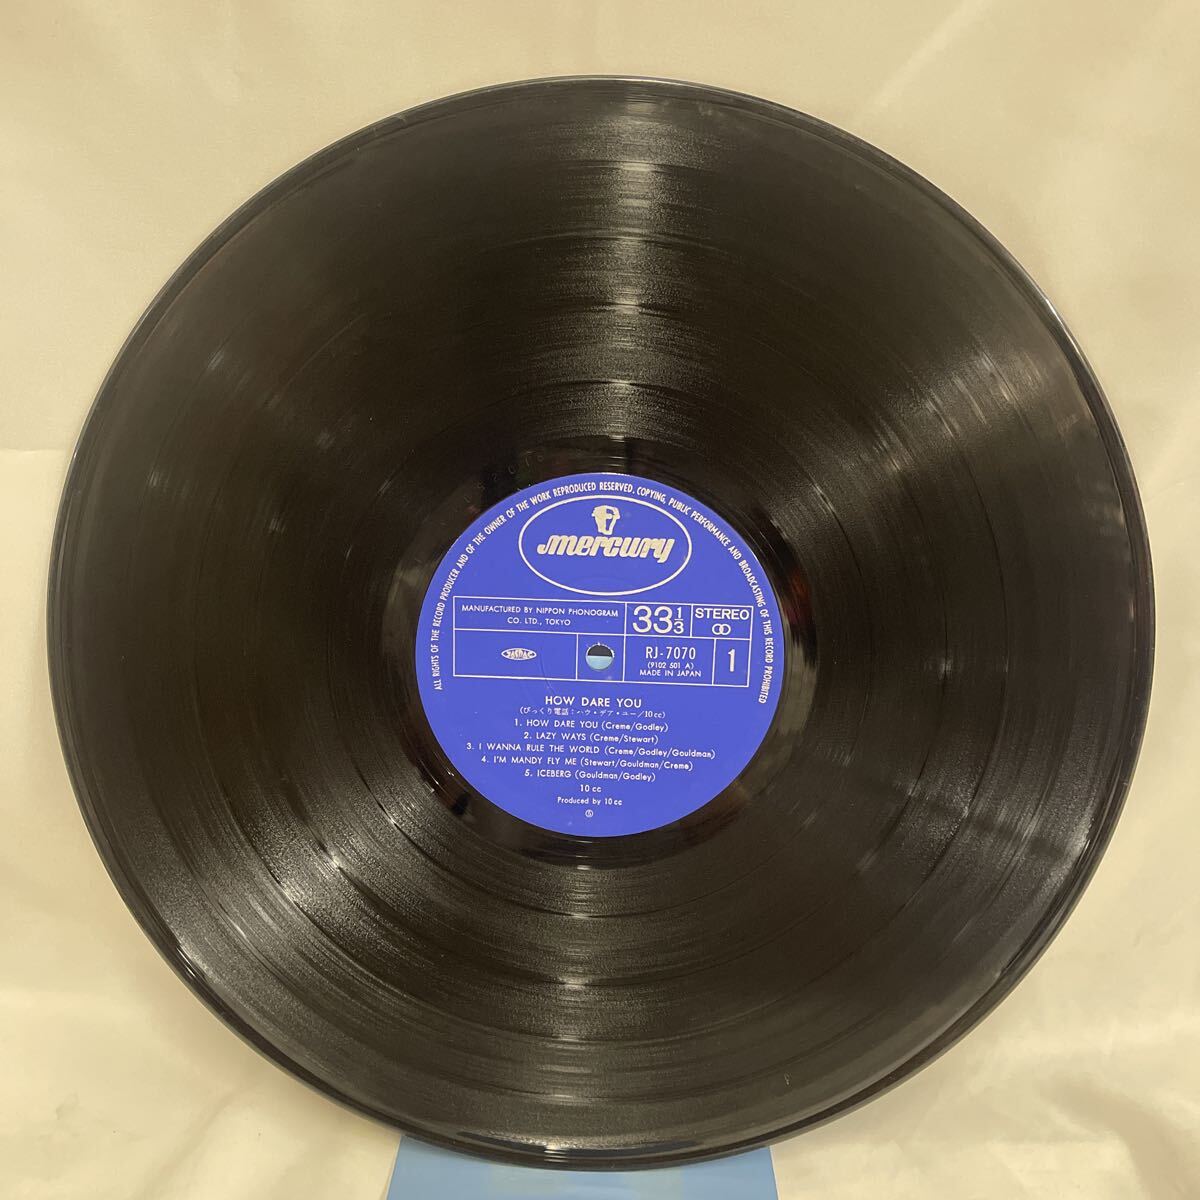 ALL RIGHTS OF THE RECORD PRODUCER AND OF THE OWNER OF THE WORK REPRODUCED RESERVED. COPYING, PUBLIC PERFORMANCE AND BROADCASTING OF THIS RECORD PROHIBITED
mercury
MANUFACTURED BY NIPPON PHONOGRAM
CO. LTD., TOKYO
33 1/3
STEREO
JASRAC
RJ-7070
(9102 501 A)
MADE IN JAPAN
1
HOW DARE YOU
(びっくり電話：ハウ・デア・ユー／10cc)
1. HOW DARE YOU (Creme/Godley)
2. LAZY WAYS (Creme/Stewart)
3. I WANNA RULE THE WORLD (Creme/Godley/Gouldman)
4. I'M MANDY FLY ME (Stewart/Gouldman/Creme)
5. ICEBERG (Gouldman/Godley)
10 cc
Produced by 10 cc
Ⓢ